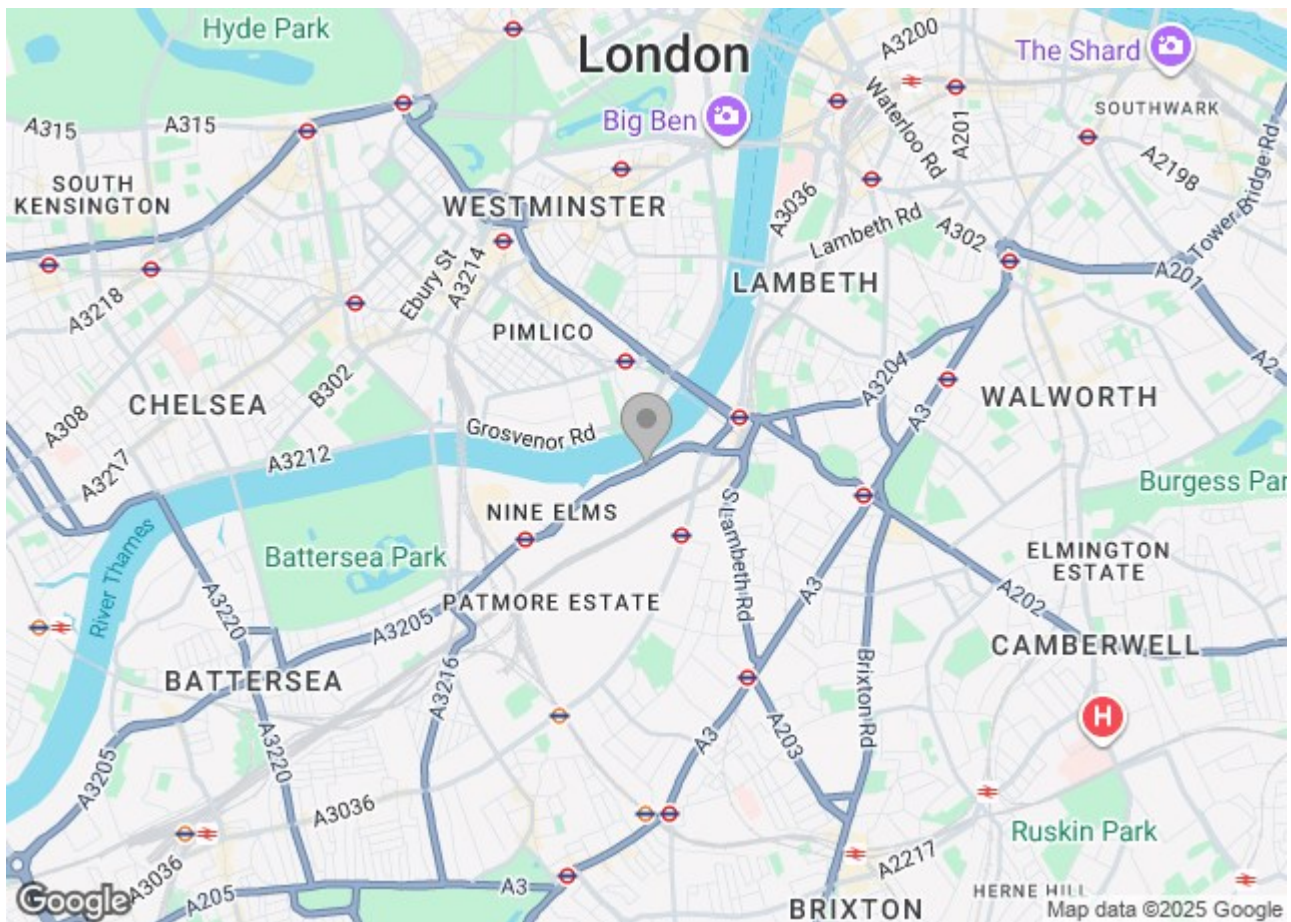 Hyde Park
London
A3200
The Shard
A315
A315
Big Ben
Waterloo Rd
A201
SOUTHWARK
SOUTH
KENSINGTON
WESTMINSTER
A3036
A2198
Tower Bridge Rd
Lambeth Rd
A302
Ebury St
A3214
LAMBETH
A201
A3218
PIMLICO
A2
B302
A3204
CHELSEA
A308
A3
WALWORTH
Grosvenor Rd
A3212
A3217
Burgess Par
NINE ELMS
S Lambeth Rd
River Thames
Battersea Park
ELMINGTON
ESTATE
A3220
PATMORE ESTATE
A3
A202
A3205
CAMBERWELL
BATTERSEA
A3216
Brixton Rd
H
A3220
A3
A203
A3205
A3036
Ruskin Park
A3036
A2217
A205
A3
HERNE HILL
BRIXTON
Google
Map data ©2025 Google